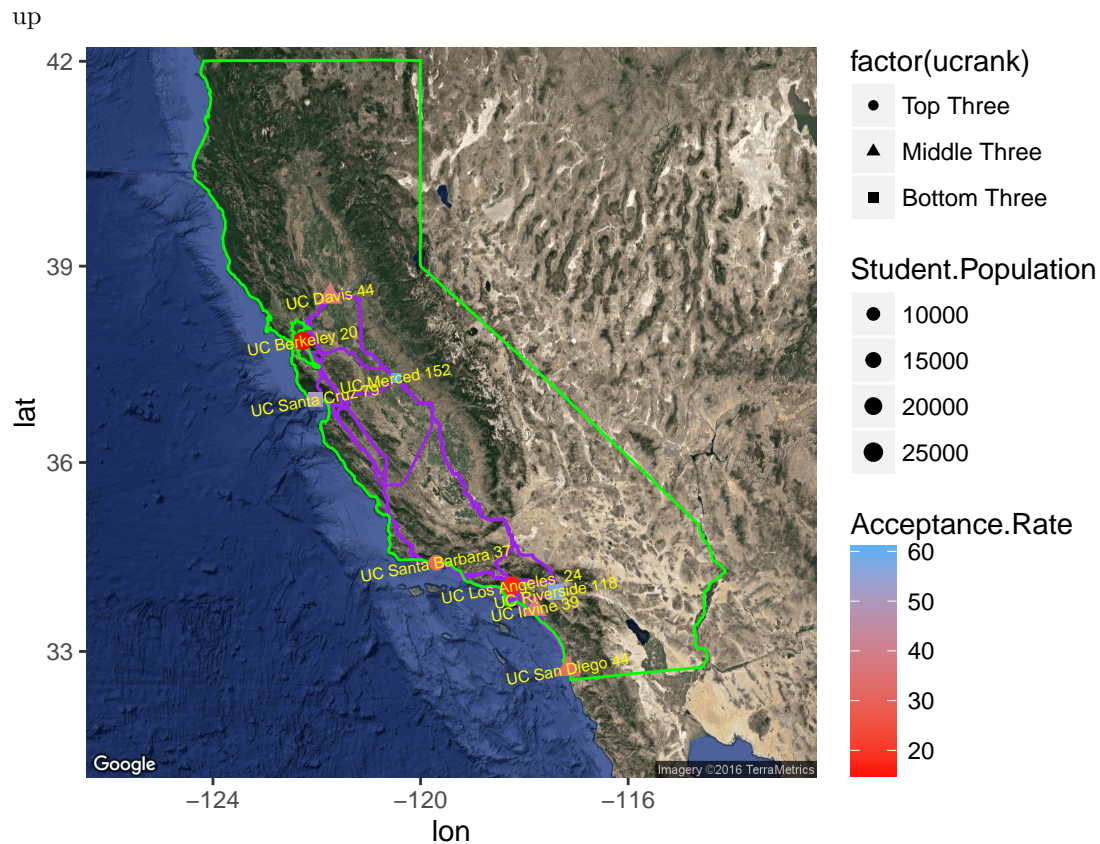 up
42
39
36
33
lat
UC Davis 44
UC Berkeley 20
UC Merced 152
UC Santa Cruz 79
UC Santa Barbara 37
UC Los Angeles 24
UC Riverside 118
UC Irvine 39
UC San Diego 44
Google
Imagery ©2016 TerraMetrics
−124
−120
−116
lon
factor(ucrank)
Top Three
Middle Three
Bottom Three
Student.Population
10000
15000
20000
25000
Acceptance.Rate
60
50
40
30
20